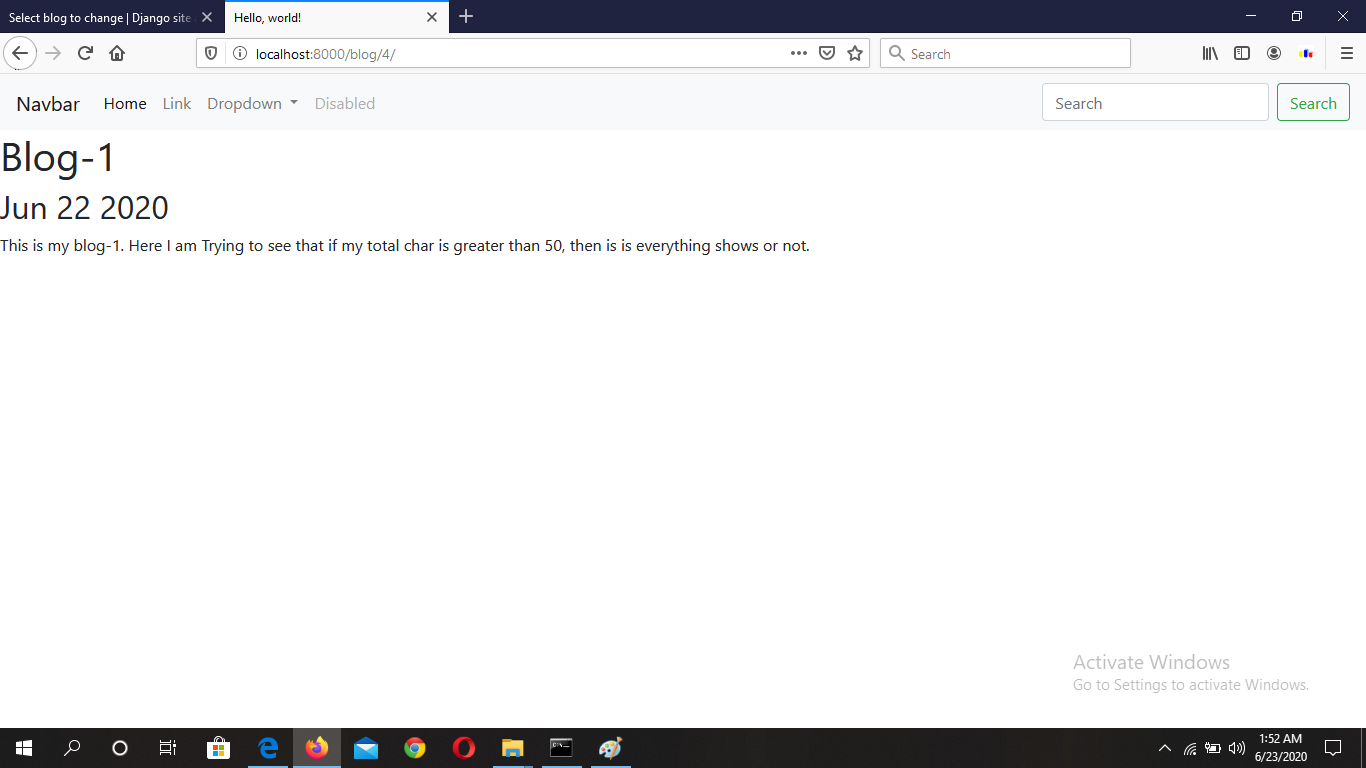 Select blog to change | Django site
Hello, world!
localhost:8000/blog/4/
Search
Navbar Home Link Dropdown Disabled Search Search
Blog-1
Jun 22 2020
This is my blog-1. Here I am Trying to see that if my total char is greater than 50, then is is everything shows or not.
Activate Windows
Go to Settings to activate Windows.
1:52 AM
6/23/2020